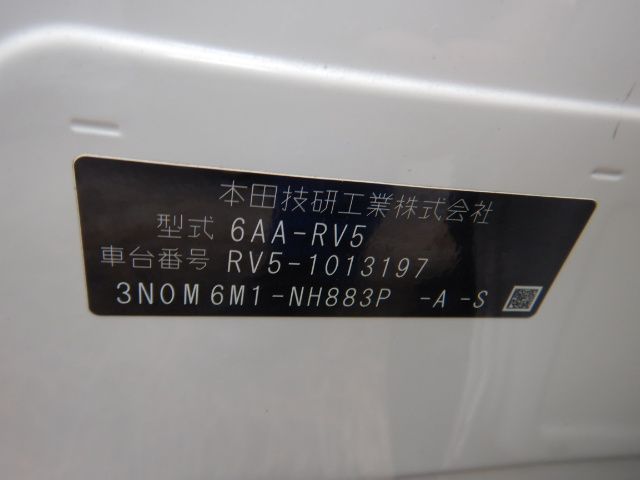 本田技研工業株式会社
型式 6AA-RV5
車台番号 RV5-1013197
3N0M6M1-NH883P -A-S